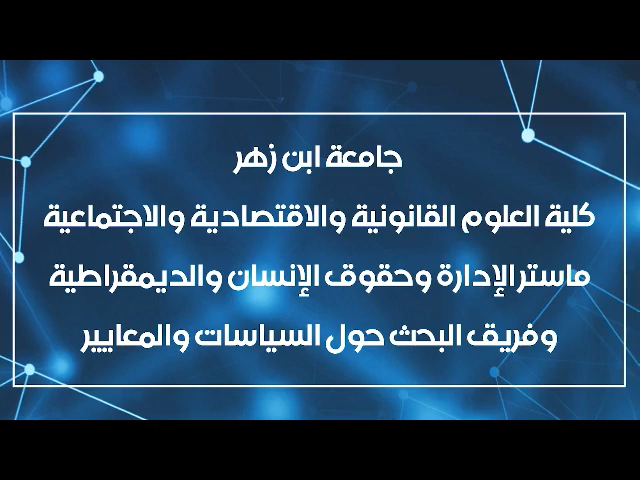 جامعة ابن زهر
كلية العلوم القانونية والاقتصادية والاجتماعية
ماستر الإدارة وحقوق الإنسان والديمقراطية
وفريق البحث حول السياسات والمعايير